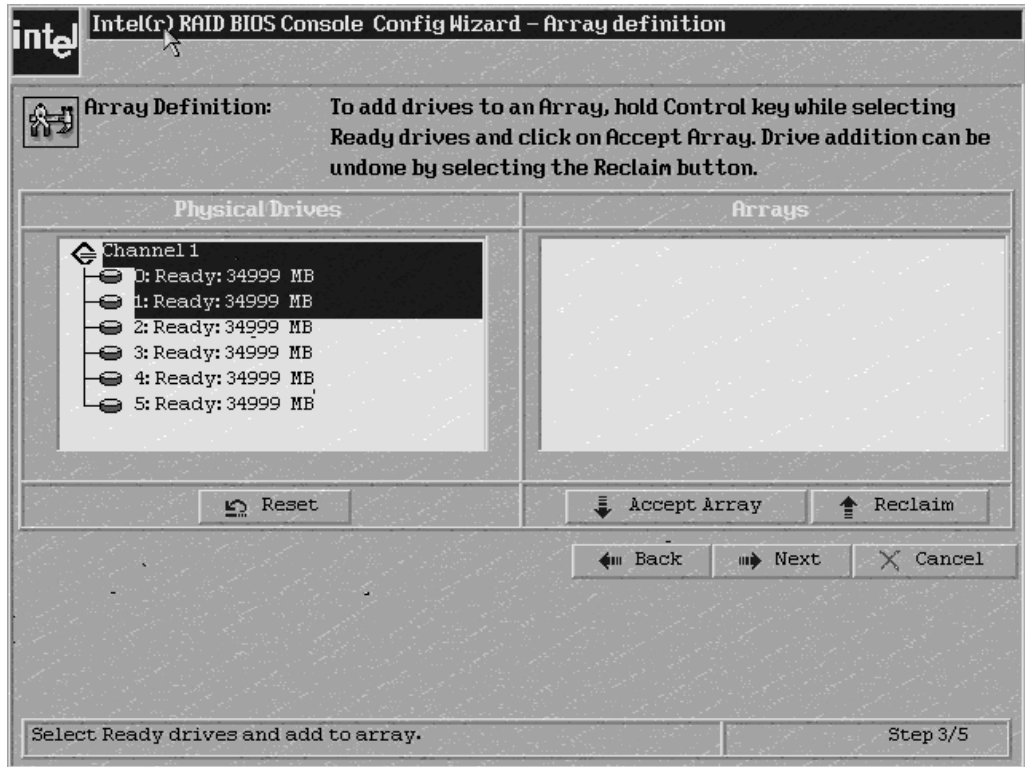 intel
Intel(r) RAID BIOS Console Config Wizard - Array definition
Array Definition:
To add drives to an Array, hold Control key while selecting
Ready drives and click on Accept Array. Drive addition can be
undone by selecting the Reclaim button.
Physical Drives
Arrays
Channel 1
0: Ready: 34999 MB
1: Ready: 34999 MB
2: Ready: 34999 MB
3: Ready: 34999 MB
4: Ready: 34999 MB
5: Ready: 34999 MB
Reset
Accept Array
Reclaim
Back
Next
Cancel
Select Ready drives and add to array.
Step 3/5